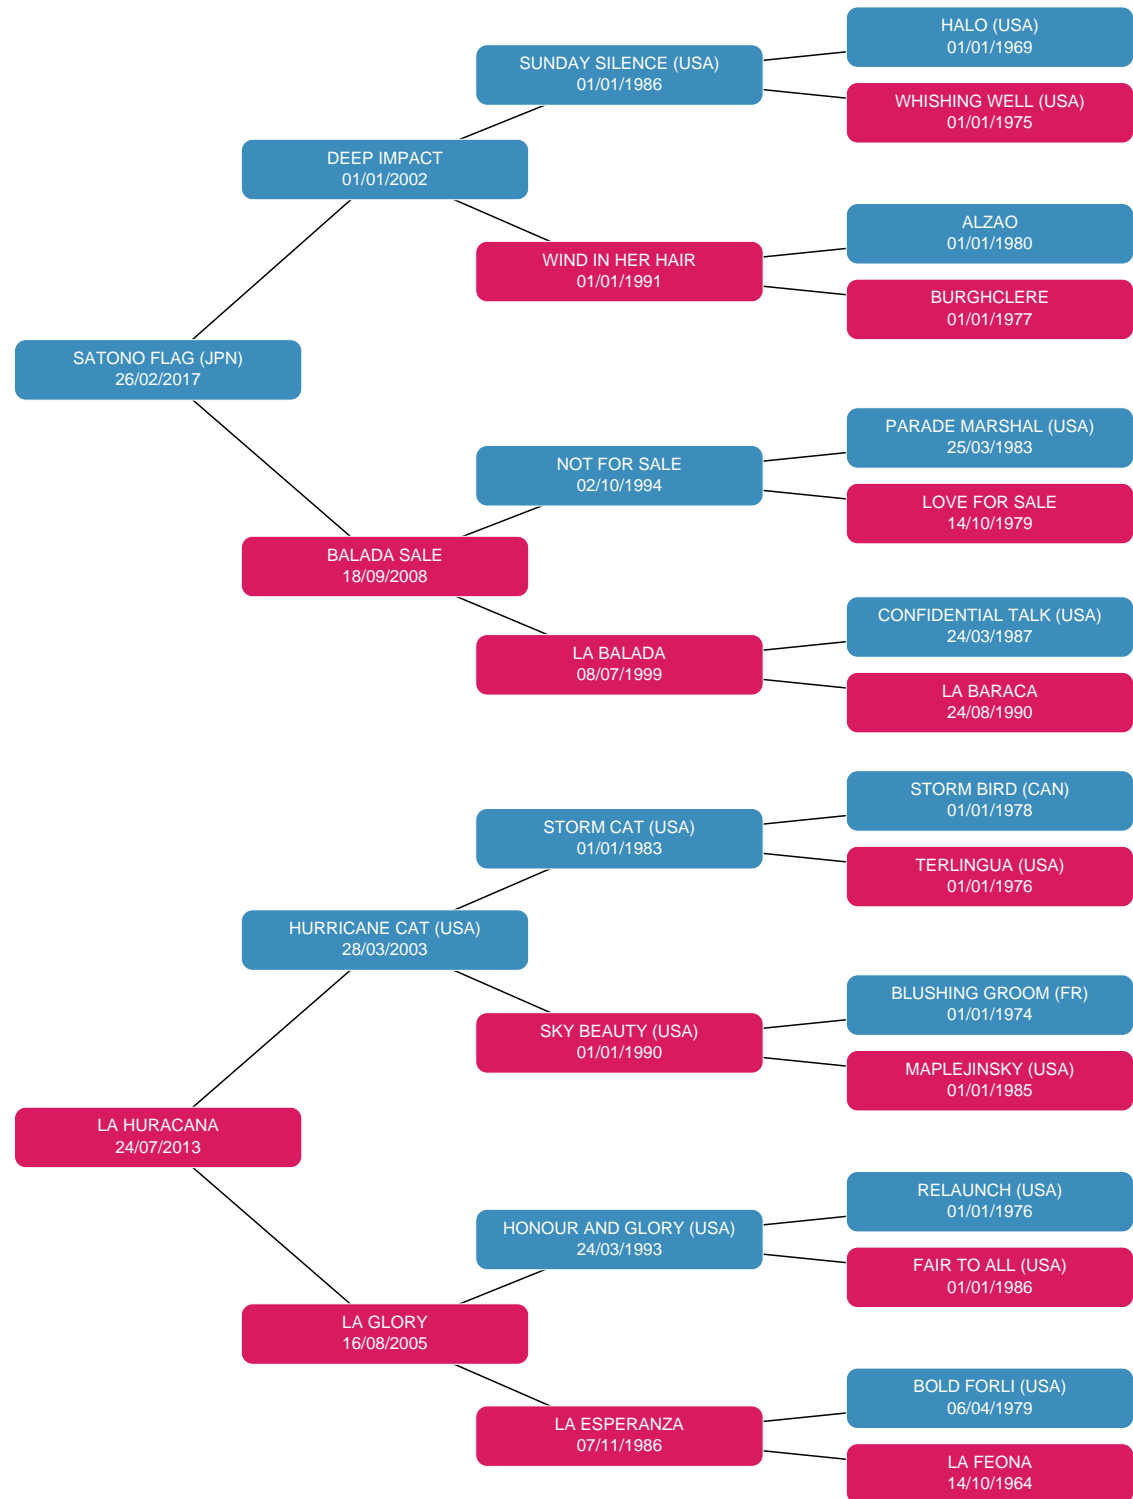 HALO (USA)
01/01/1969
SUNDAY SILENCE (USA)
01/01/1986
WHISHING WELL (USA)
01/01/1975
DEEP IMPACT
01/01/2002
ALZAO
01/01/1980
WIND IN HER HAIR
01/01/1991
BURGHCLERE
01/01/1977
SATONO FLAG (JPN)
26/02/2017
PARADE MARSHAL (USA)
25/03/1983
NOT FOR SALE
02/10/1994
LOVE FOR SALE
14/10/1979
BALADA SALE
18/09/2008
CONFIDENTIAL TALK (USA)
24/03/1987
LA BALADA
08/07/1999
LA BARACA
24/08/1990
STORM BIRD (CAN)
01/01/1978
STORM CAT (USA)
01/01/1983
TERLINGUA (USA)
01/01/1976
HURRICANE CAT (USA)
28/03/2003
BLUSHING GROOM (FR)
01/01/1974
SKY BEAUTY (USA)
01/01/1990
MAPLEJINSKY (USA)
01/01/1985
LA HURACANA
24/07/2013
RELAUNCH (USA)
01/01/1976
HONOUR AND GLORY (USA)
24/03/1993
FAIR TO ALL (USA)
01/01/1986
LA GLORY
16/08/2005
BOLD FORLI (USA)
06/04/1979
LA ESPERANZA
07/11/1986
LA FEONA
14/10/1964